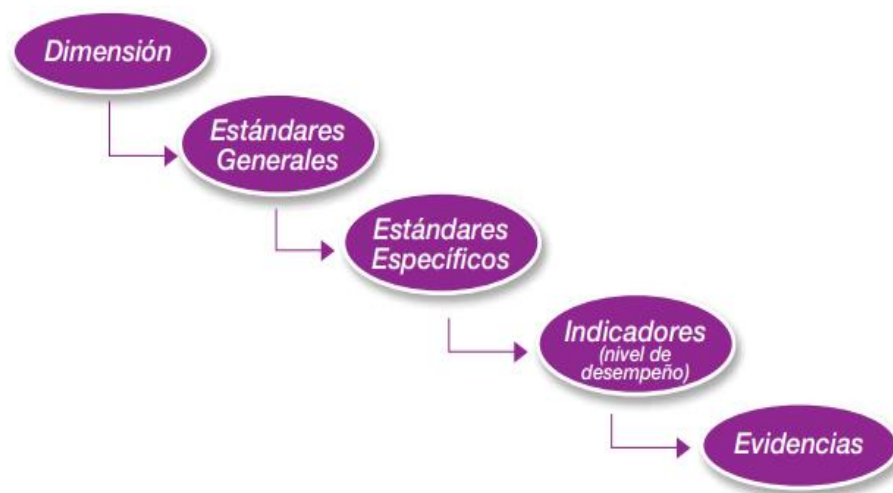 Dimensión
Estándares
Generales
Estándares
Específicos
Indicadores
(nivel de
desempeño)
Evidencias